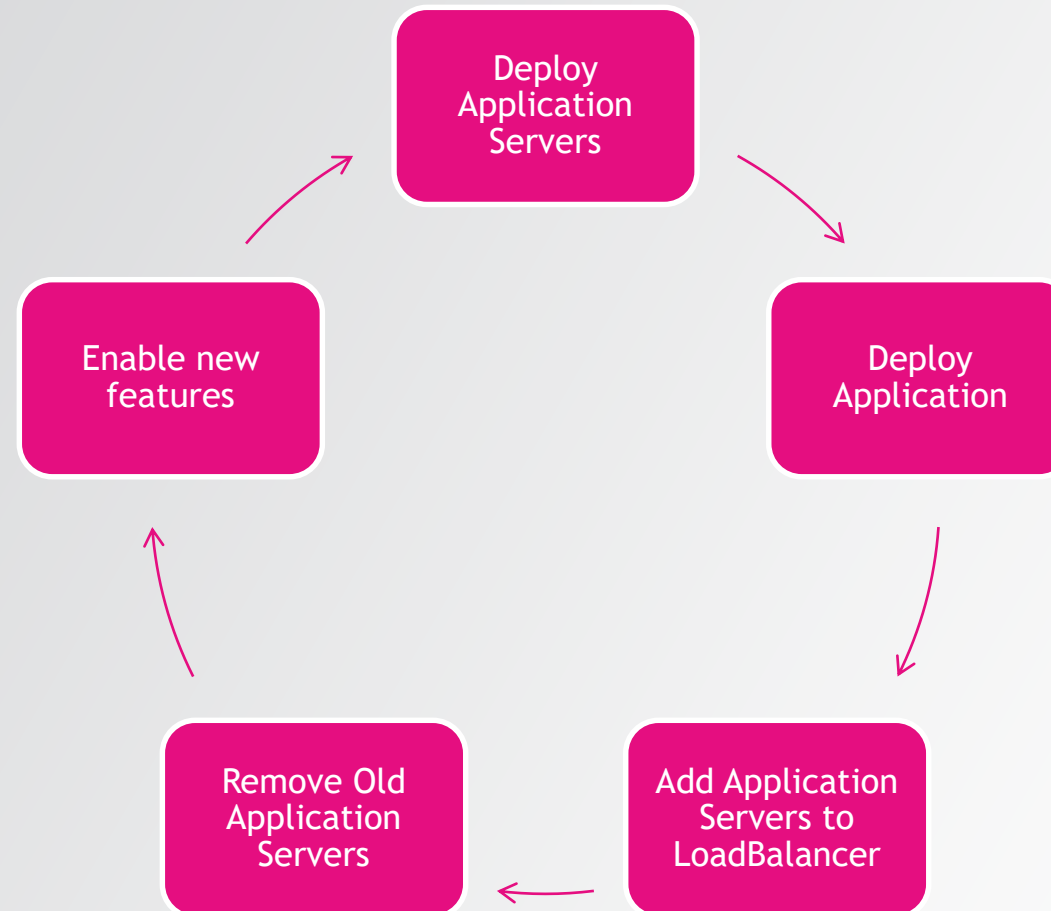 Deploy
Application
Servers
Deploy
Application
Add Application
Servers to
LoadBalancer
Remove Old
Application
Servers
Enable new
features